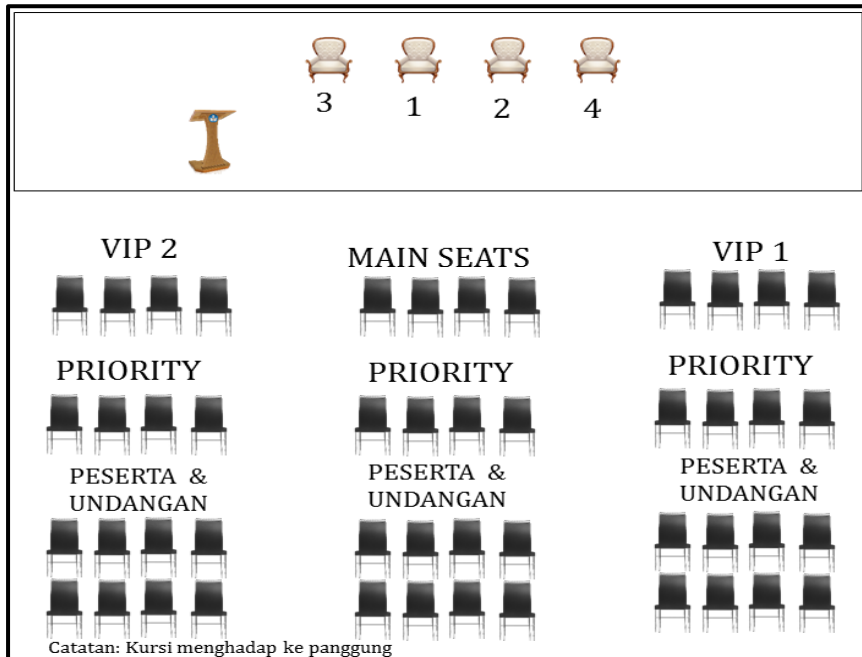 3 1 2 4
VIP 2
MAIN SEATS
VIP 1
PRIORITY
PRIORITY
PRIORITY
PESERTA &
UNDANGAN
PESERTA &
UNDANGAN
PESERTA &
UNDANGAN
Catatan: Kursi menghadap ke panggung